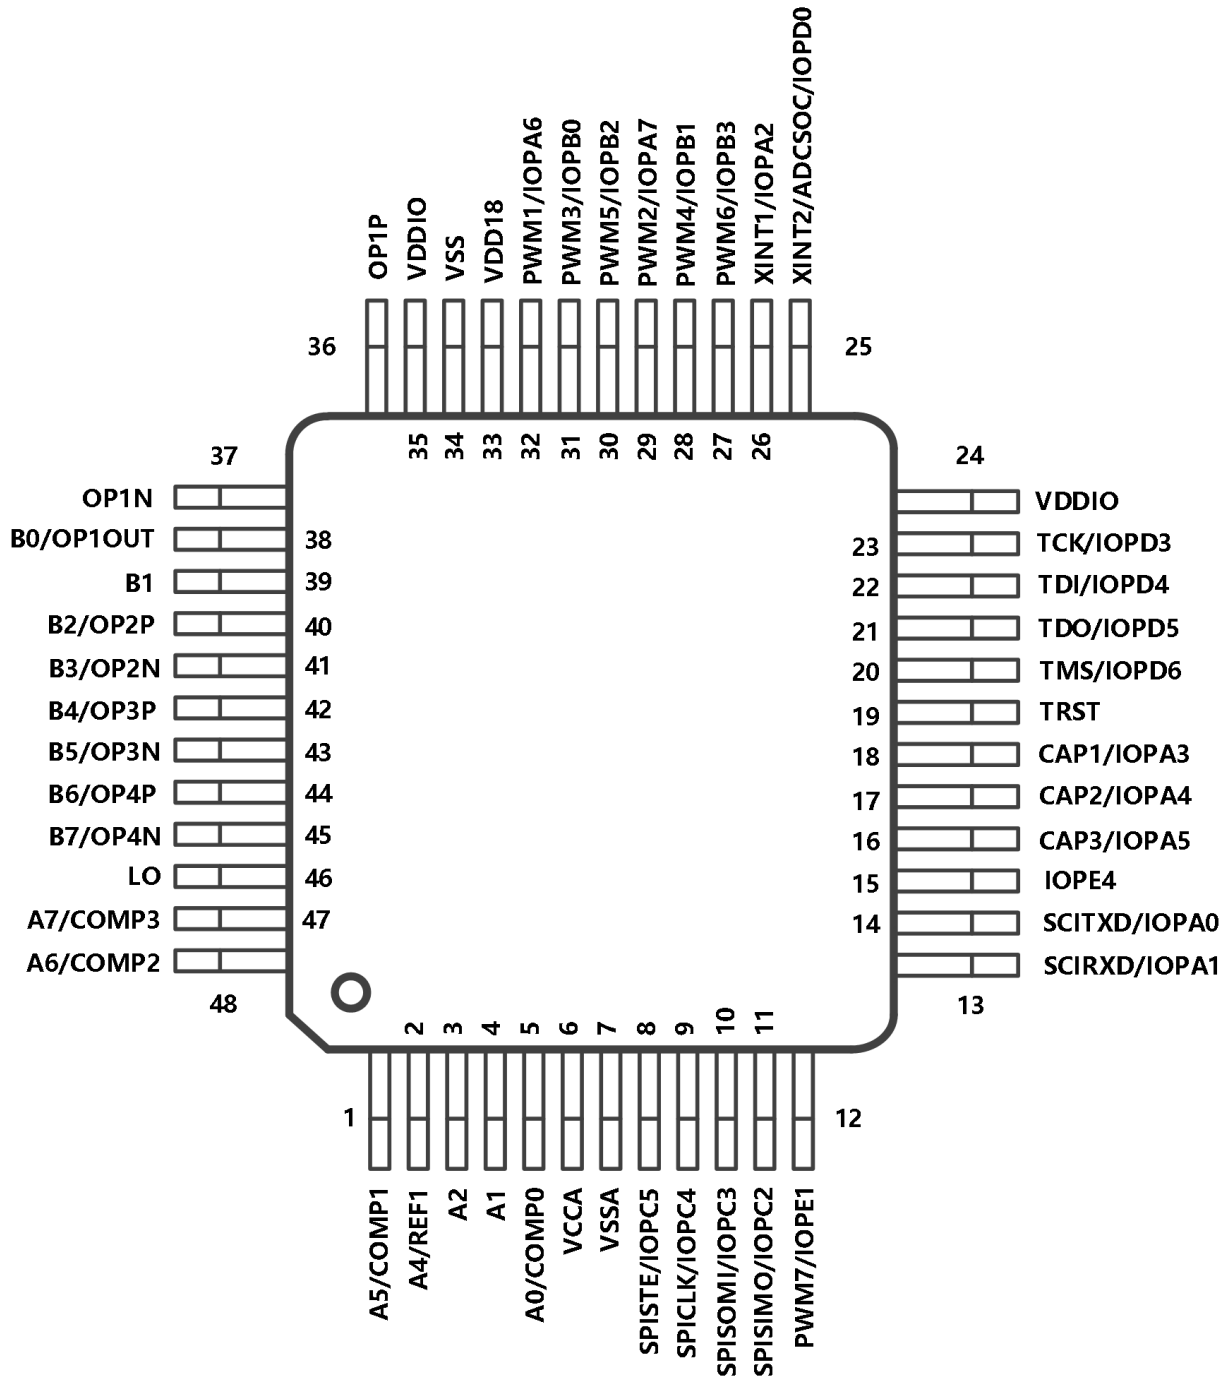 OP1P
VDDIO
VSS
VDD18
PWM1/IOPA6
PWM3/IOPB0
PWM5/IOPB2
PWM2/IOPA7
PWM4/IOPB1
PWM6/IOPB3
XINT1/IOPA2
XINT2/ADCSOC/IOPD0
36
25
35
34
33
32
31
30
29
28
27
26
37
OP1N
B0/OP1OUT
38
B1
39
B2/OP2P
40
B3/OP2N
41
B4/OP3P
42
B5/OP3N
43
B6/OP4P
44
B7/OP4N
45
LO
46
A7/COMP3
47
A6/COMP2
48
24
VDDIO
23
TCK/IOPD3
22
TDI/IOPD4
21
TDO/IOPD5
20
TMS/IOPD6
19
TRST
18
CAP1/IOPA3
17
CAP2/IOPA4
16
CAP3/IOPA5
15
IOPE4
14
SCITXD/IOPA0
SCIRXD/IOPA1
13
2
3
4
5
6
7
8
9
10
11
1
12
A5/COMP1
A4/REF1
A2
A1
A0/COMP0
VCCA
VSSA
SPISTE/IOPC5
SPICLK/IOPC4
SPISOMI/IOPC3
SPISIMO/IOPC2
PWM7/IOPE1